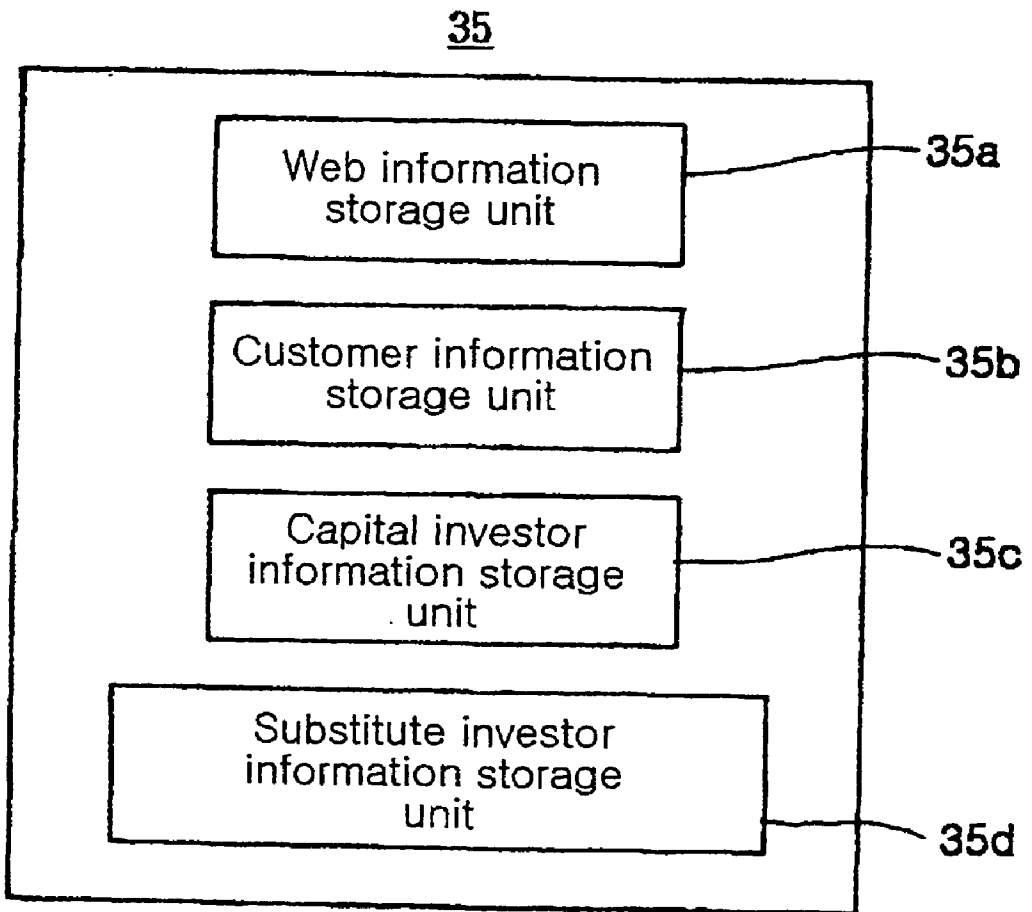 35
Web information
storage unit
35a
Customer information
storage unit
35b
Capital investor
information storage
unit
35c
Substitute investor
information storage
unit
35d